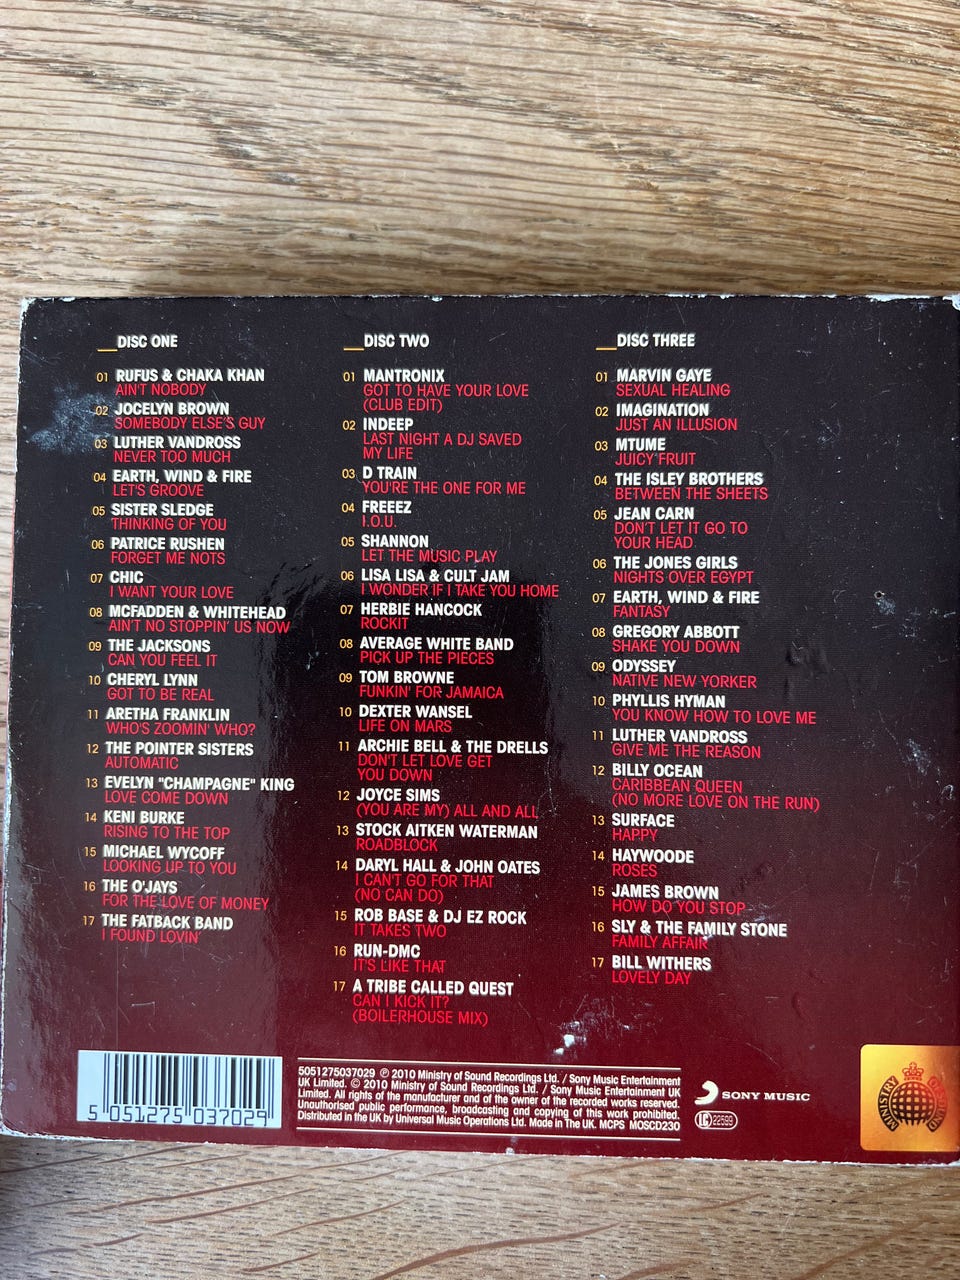 DISC ONE
01 RUFUS & CHAKA KHAN
AIN'T NOBODY
02 JOCELYN BROWN
SOMEBODY ELSE'S GUY
03 LUTHER VANDROSS
NEVER TOO MUCH
04 EARTH, WIND & FIRE
LET'S GROOVE
05 SISTER SLEDGE
THINKING OF YOU
06 PATRICE RUSHEN
FORGET ME NOTS
07 CHIC
I WANT YOUR LOVE
08 MCFADDEN & WHITEHEAD
AIN'T NO STOPPIN' US NOW
09 THE JACKSONS
CAN YOU FEEL IT
10 CHERYL LYNN
GOT TO BE REAL
11 ARETHA FRANKLIN
WHO'S ZOOMIN' WHO?
12 THE POINTER SISTERS
AUTOMATIC
13 EVELYN "CHAMPAGNE" KING
LOVE COME DOWN
14 KENI BURKE
RISING TO THE TOP
15 MICHAEL WYCOFF
LOOKING UP TO YOU
16 THE O'JAYS
FOR THE LOVE OF MONEY
17 THE FATBACK BAND
I FOUND LOVIN'
DISC TWO
01 MANTRONIX
GOT TO HAVE YOUR LOVE
(CLUB EDIT)
02 INDEEP
LAST NIGHT A DJ SAVED
MY LIFE
03 D TRAIN
YOU'RE THE ONE FOR ME
04 FREEEZ
I.O.U.
05 SHANNON
LET THE MUSIC PLAY
06 LISA LISA & CULT JAM
I WONDER IF I TAKE YOU HOME
07 HERBIE HANCOCK
ROCKIT
08 AVERAGE WHITE BAND
PICK UP THE PIECES
09 TOM BROWNE
FUNKIN' FOR JAMAICA
10 DEXTER WANSEL
LIFE ON MARS
11 ARCHIE BELL & THE DRELLS
DON'T LET LOVE GET
YOU DOWN
12 JOYCE SIMS
(YOU ARE MY) ALL AND ALL
13 STOCK AITKEN WATERMAN
ROADBLOCK
14 DARYL HALL & JOHN OATES
I CAN'T GO FOR THAT
(NO CAN DO)
15 ROB BASE & DJ EZ ROCK
IT TAKES TWO
16 RUN-DMC
IT'S LIKE THAT
17 A TRIBE CALLED QUEST
CAN I KICK IT?
(BOILERHOUSE MIX)
DISC THREE
01 MARVIN GAYE
SEXUAL HEALING
02 IMAGINATION
JUST AN ILLUSION
03 MTUME
JUICY FRUIT
04 THE ISLEY BROTHERS
BETWEEN THE SHEETS
05 JEAN CARN
DON'T LET IT GO TO
YOUR HEAD
06 THE JONES GIRLS
NIGHTS OVER EGYPT
07 EARTH, WIND & FIRE
FANTASY
08 GREGORY ABBOTT
SHAKE YOU DOWN
09 ODYSSEY
NATIVE NEW YORKER
10 PHYLLIS HYMAN
YOU KNOW HOW TO LOVE ME
11 LUTHER VANDROSS
GIVE ME THE REASON
12 BILLY OCEAN
CARIBBEAN QUEEN
(NO MORE LOVE ON THE RUN)
13 SURFACE
HAPPY
14 HAYWOODE
ROSES
15 JAMES BROWN
HOW DO YOU STOP
16 SLY & THE FAMILY STONE
FAMILY AFFAIR
17 BILL WITHERS
LOVELY DAY
5 051275 037029
5051275037029 ℗ 2010 Ministry of Sound Recordings Ltd. / Sony Music Entertainment
UK Limited. © 2010 Ministry of Sound Recordings Ltd. / Sony Music Entertainment UK
Limited. All rights of the manufacturer and of the owner of the recorded works reserved.
Unauthorised public performance, broadcasting and copying of this work prohibited.
Distributed in the UK by Universal Music Operations Ltd. Made in The UK. MCPS MOSCD230
SONY MUSIC
LC 22599
MINISTRY OF SOUND